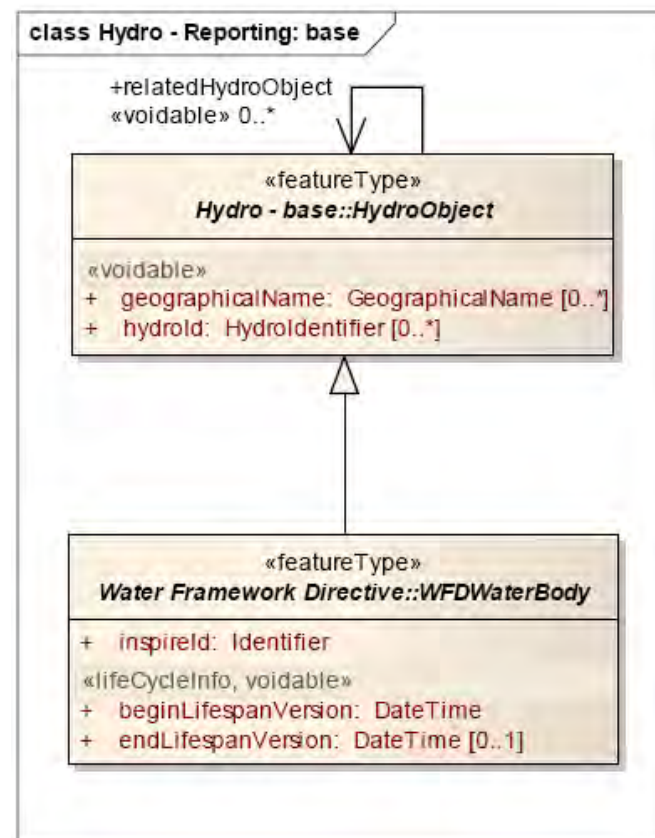 class Hydro - Reporting: base
+relatedHydroObject
«voidable» 0..*
«featureType»
Hydro - base::HydroObject
«voidable»
+ geographicalName: GeographicalName [0..*]
+ hydroId: HydroIdentifier [0..*]
«featureType»
Water Framework Directive::WFDWaterBody
+ inspireId: Identifier
«lifeCycleInfo, voidable»
+ beginLifespanVersion: DateTime
+ endLifespanVersion: DateTime [0..1]